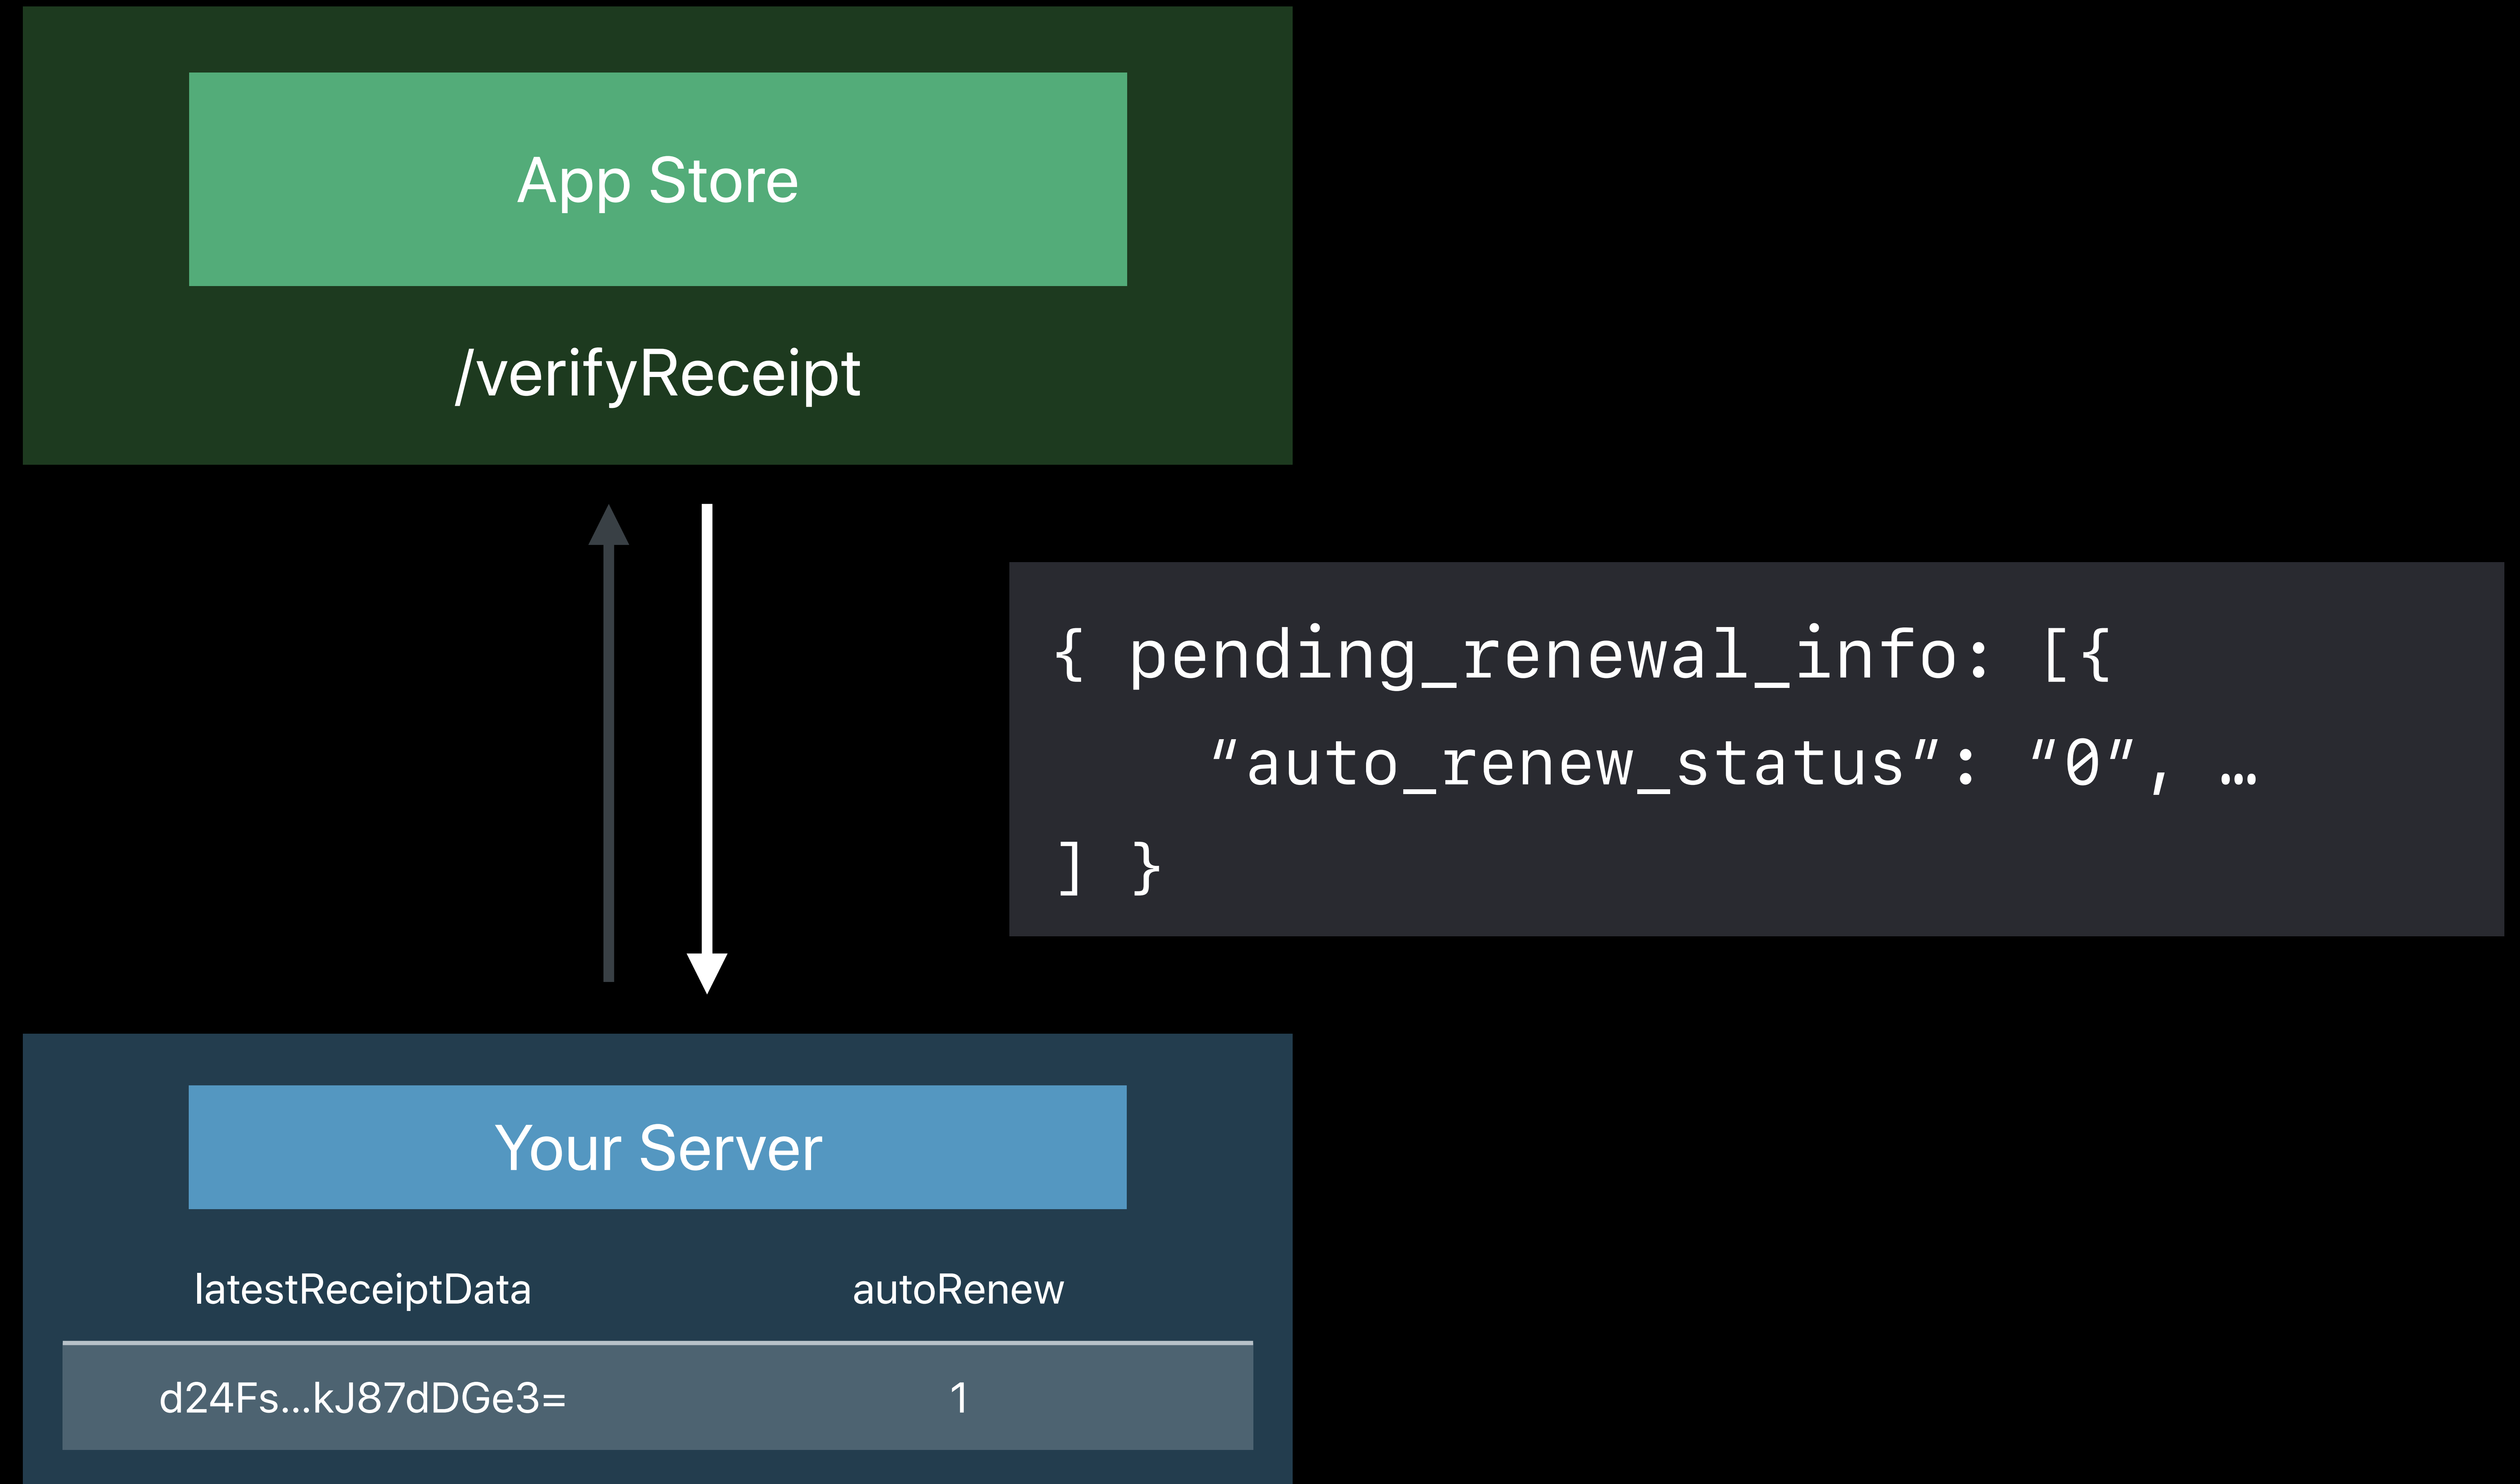 App Store
/verifyReceipt
{ pending_renewal_info: [{
“auto_renew_status”: “0”, …
] }
Your Server
latestReceiptData autoRenew
d24Fs...kJ87dDGe3= 1